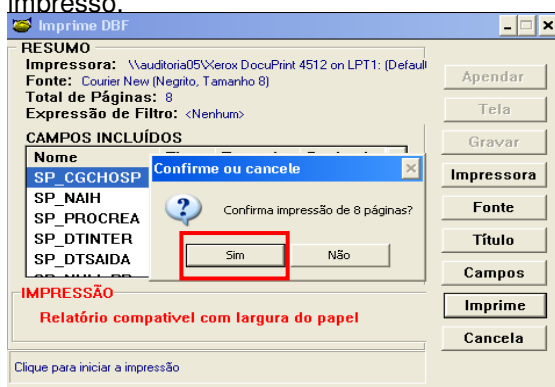 impresso.
Imprime DBF
RESUMO
Impressora: \\auditoria05\Xerox DocuPrint 4512 on LPT1: (Defaul
Fonte: Courier New (Negrito, Tamanho 8)
Total de Páginas: 8
Expressão de Filtro: <Nenhum>
CAMPOS INCLUÍDOS
Nome
SP_CGCHOSP
SP_NAIH
SP_PROCREA
SP_DTINTER
SP_DTSAIDA
Confirme ou cancele
Confirma impressão de 8 páginas?
Sim Não
IMPRESSÃO
Relatório compativel com largura do papel
Apendar
Tela
Gravar
Impressora
Fonte
Título
Campos
Imprime
Cancela
Clique para iniciar a impressão